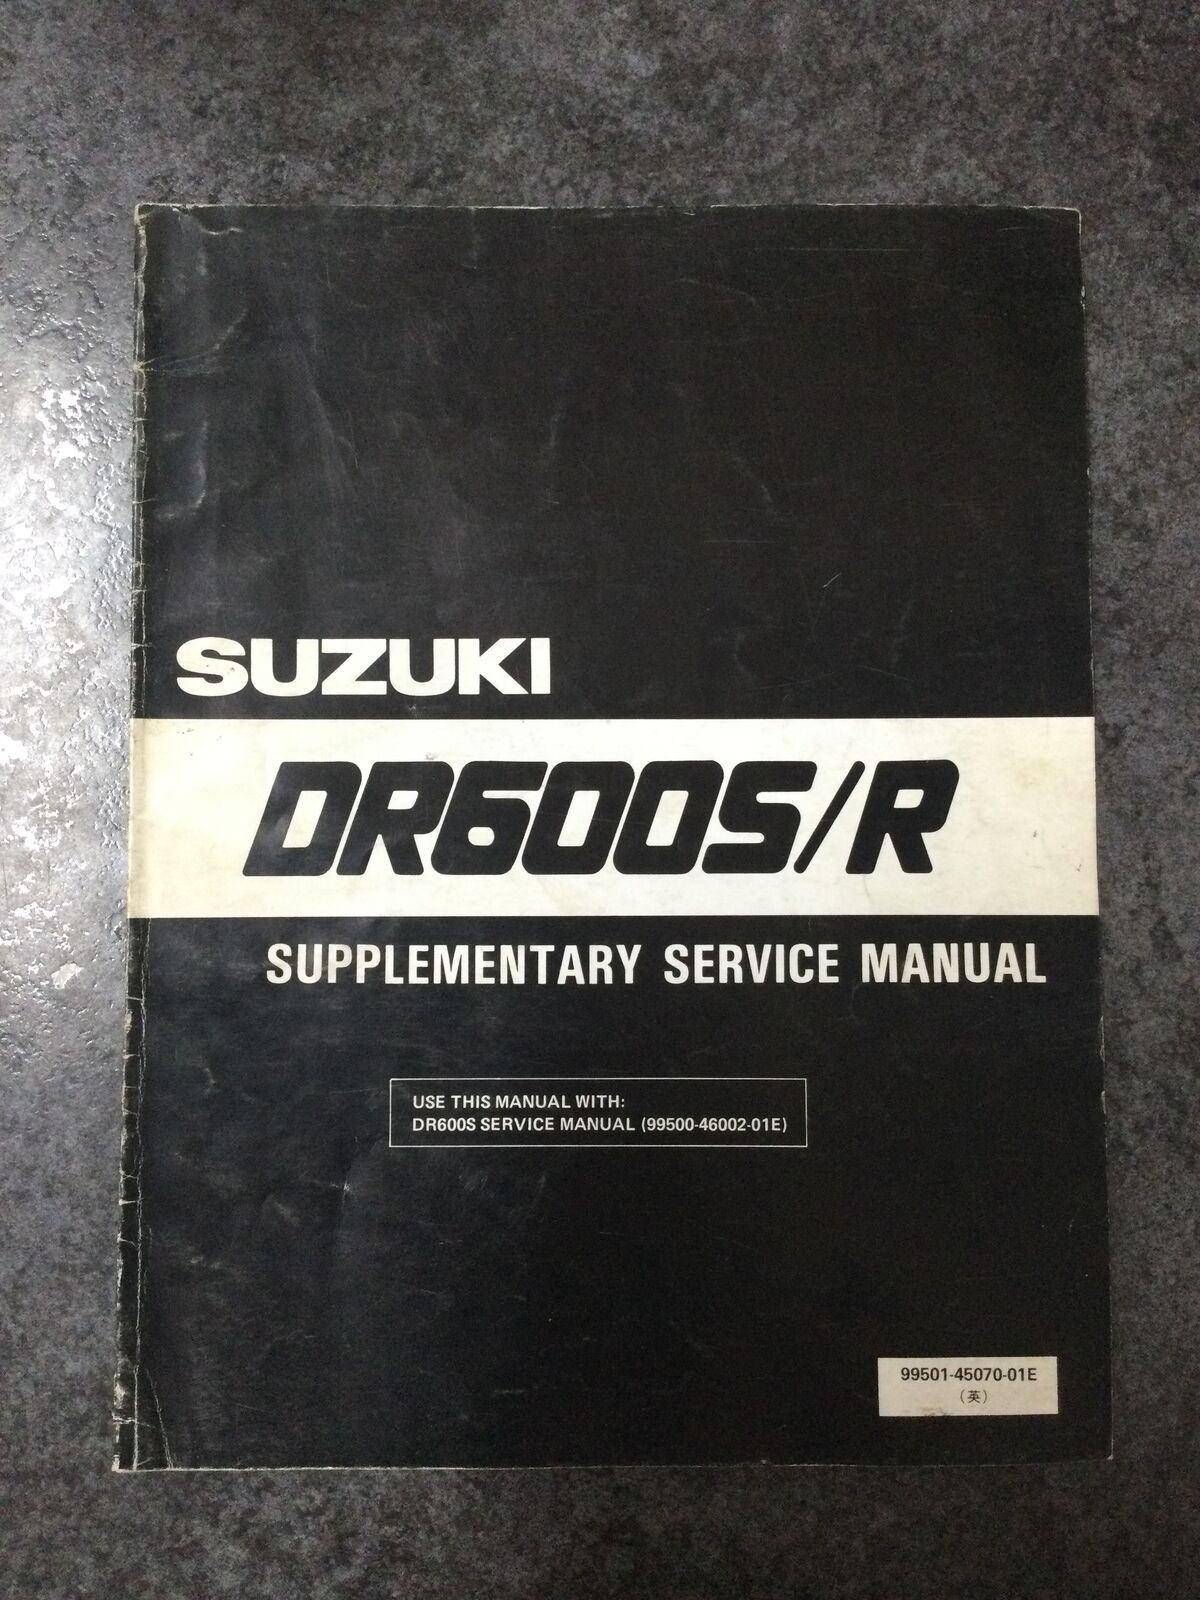 SUZUKI
DR600S/R
SUPPLEMENTARY SERVICE MANUAL
USE THIS MANUAL WITH:
DR600S SERVICE MANUAL (99500-46002-01E)
99501-45070-01E
(英)